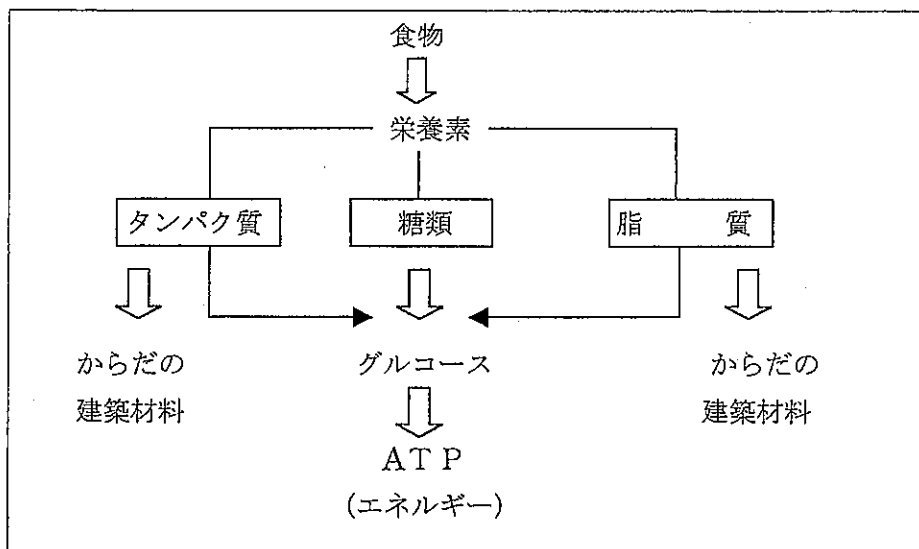 食物
栄養素
タンパク質
糖類
脂 質
からだの
建築材料
グルコース
からだの
建築材料
ATP
(エネルギー)